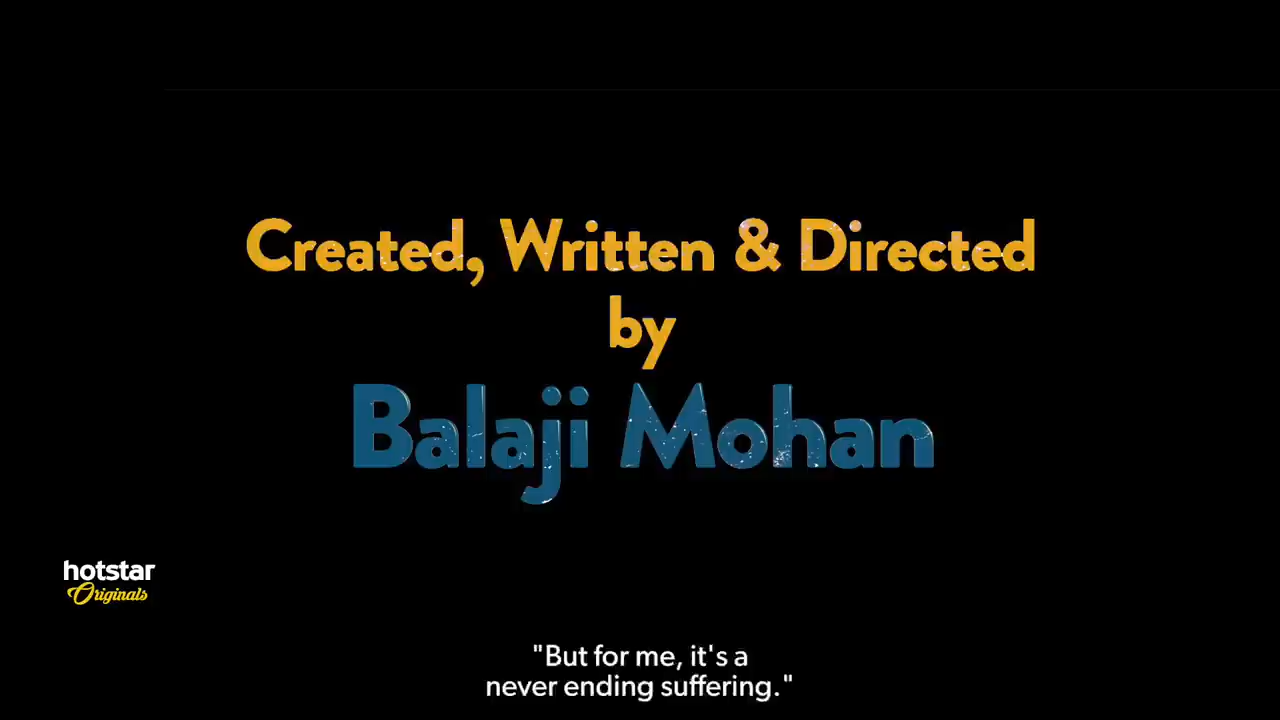 Created, Written & Directed
by
Balaji Mohan
hotstar
Originals
"But for me, it's a
never ending suffering."